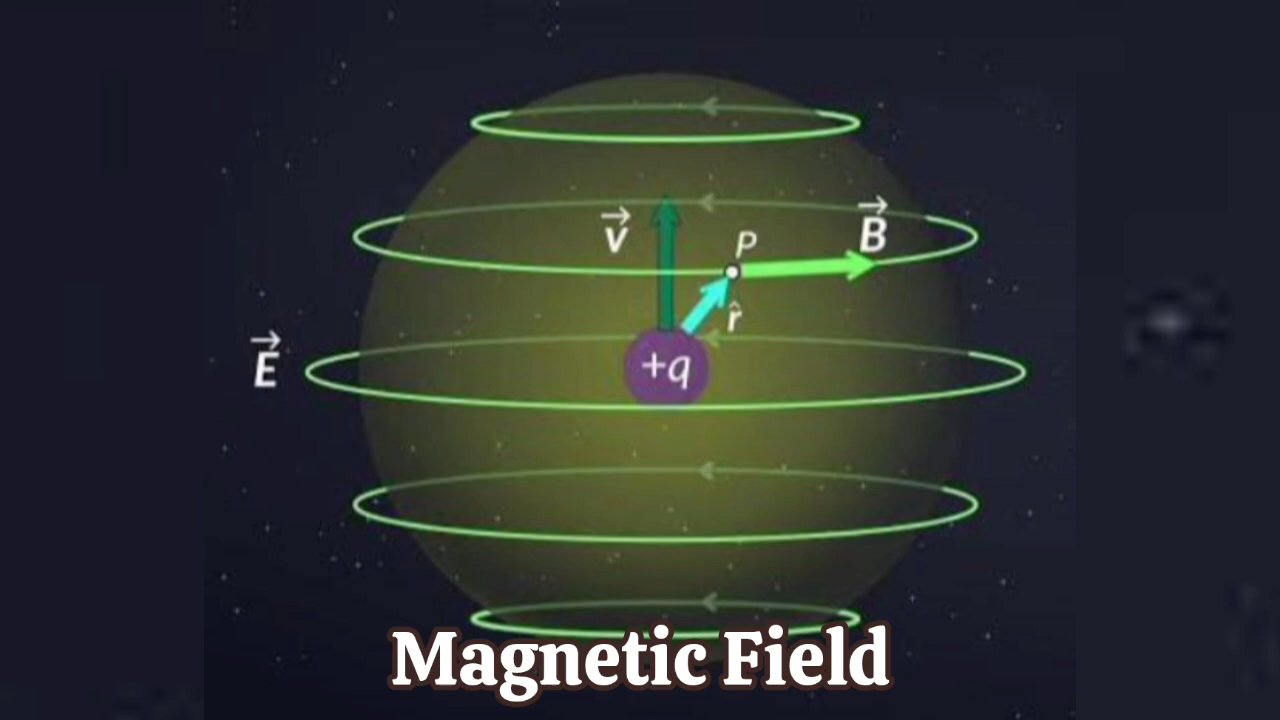 v⃗
P
B⃗
r̂
E⃗
+q
Magnetic Field